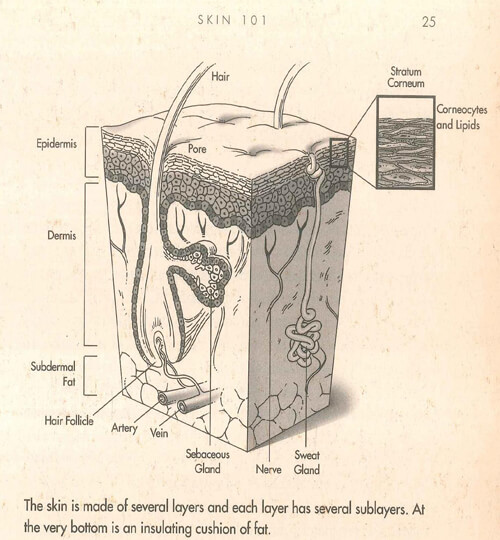 SKIN 101
25
Hair
Stratum
Corneum
Corneocytes
and Lipids
Epidermis
Pore
Dermis
Subdermal
Fat
Hair Follicle
Artery
Vein
Sebaceous
Gland
Nerve
Sweat
Gland
The skin is made of several layers and each layer has several sublayers. At
the very bottom is an insulating cushion of fat.